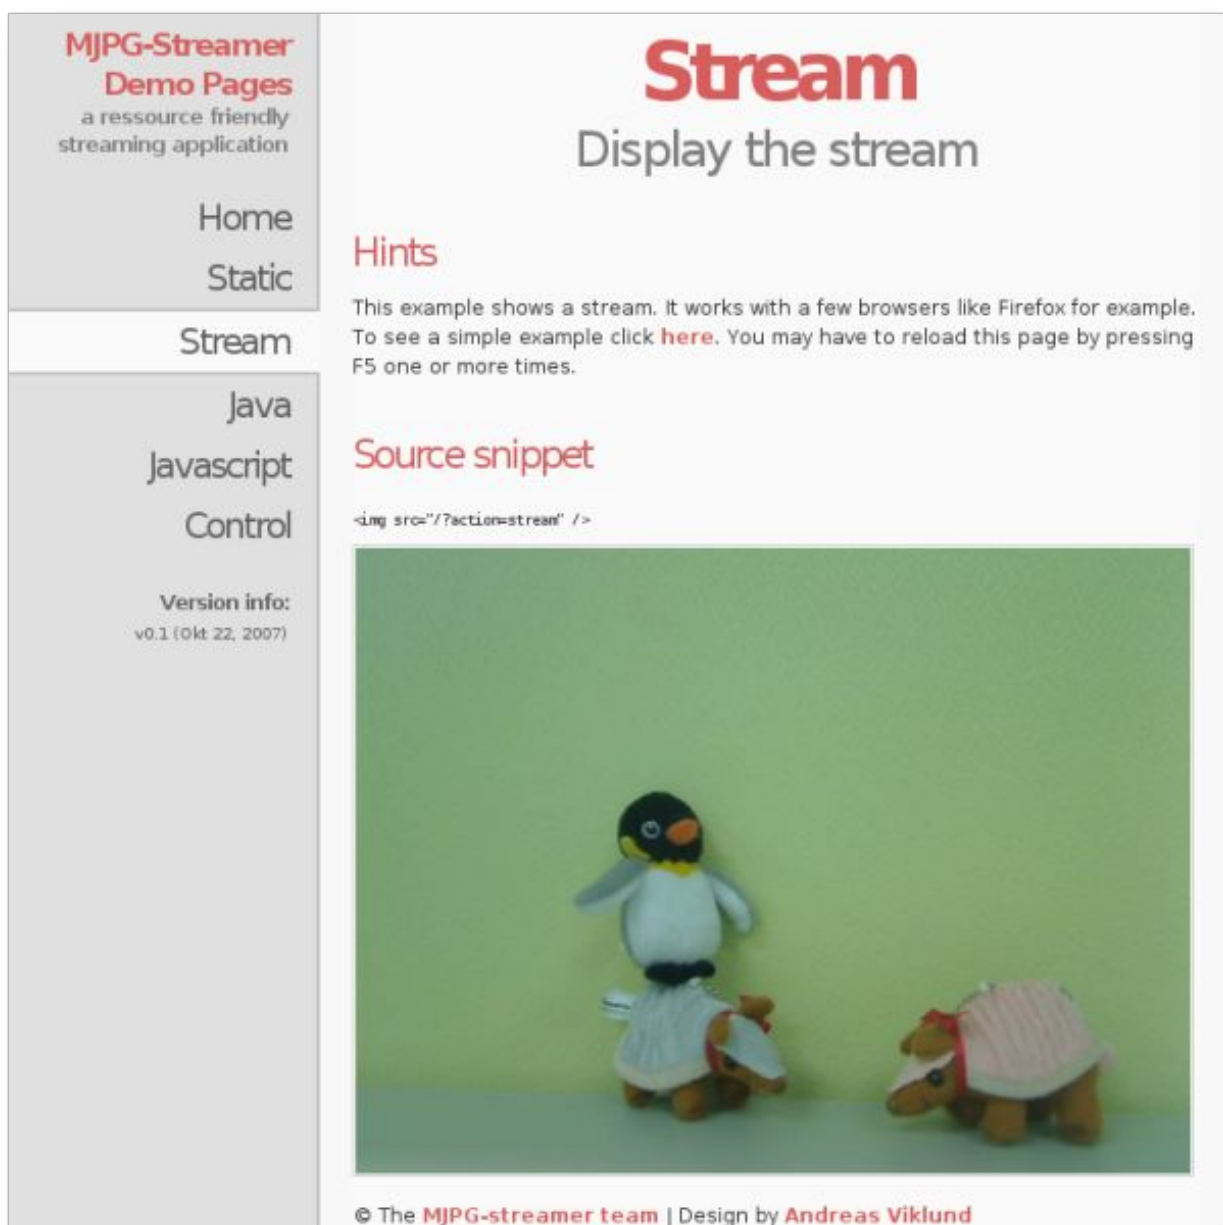 MJPG-Streamer
Demo Pages
a ressource friendly
streaming application
Home
Static
Stream
Java
Javascript
Control
Version info:
v0.1 (Okt 22, 2007)
Stream
Display the stream
Hints
This example shows a stream. It works with a few browsers like Firefox for example.
To see a simple example click here. You may have to reload this page by pressing
F5 one or more times.
Source snippet
<img src="/?action=stream" />
© The MJPG-streamer team | Design by Andreas Viklund